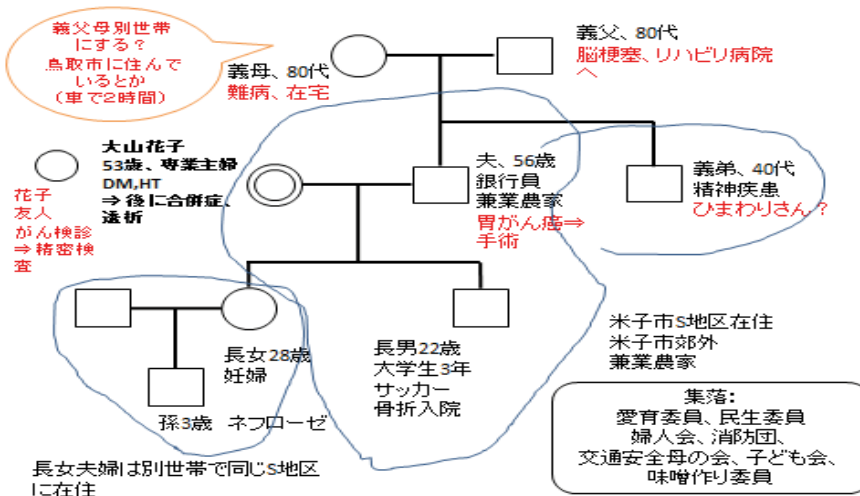 義父母別世帯
にする？
鳥取市に住んで
いるとか
（車で2時間）
義母、80代
難病、在宅
義父、80代
脳梗塞、リハビリ病院
へ
大山花子
53歳、専業主婦
DM,HT
⇒後に合併症、
透析
花子
友人
がん検診
⇒精密検
査
夫、56歳
銀行員
兼業農家
胃がん癌⇒
手術
義弟、40代
精神疾患
ひまわりさん？
長女28歳
妊婦
孫3歳 ネフローゼ
長女夫婦は別世帯で同じS地区
に在住
長男22歳
大学生3年
サッカー
骨折入院
米子市S地区在住
米子市郊外
兼業農家
集落：
愛育委員、民生委員
婦人会、消防団、
交通安全母の会、子ども会、
味噌作り委員